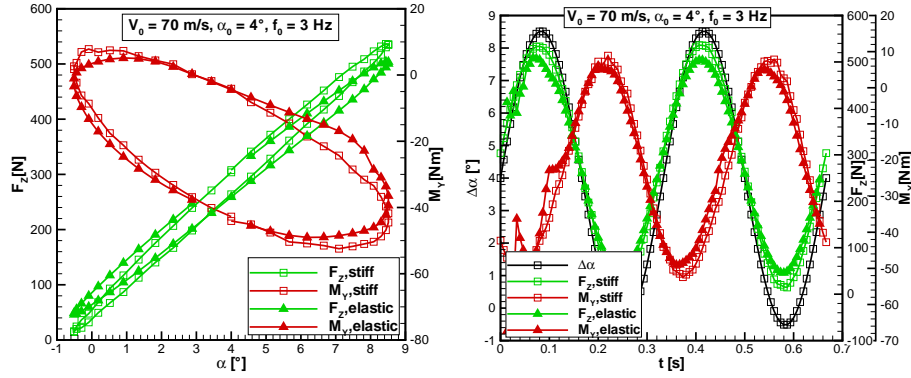 V₀ = 70 m/s, α₀ = 4°, f₀ = 3 Hz
F_Z[N]
600
500
400
300
200
100
0
-1 0 1 2 3 4 5 6 7 8 9
α [°]
M_Y[Nm]
0
-20
-40
-60
-80
F_Z,stiff
M_Y,stiff
F_Z,elastic
M_Y,elastic
V₀ = 70 m/s, α₀ = 4°, f₀ = 3 Hz
Δα [°]
9
8
7
6
5
4
3
2
1
0
-1
0 0.1 0.2 0.3 0.4 0.5 0.6 0.7
t [s]
F_Z[N]
600
500
400
300
200
100
0
-100
[Nm]
20
10
0
-10
-20
-30
-40
-50
-60
-70
Δα
F_Z,stiff
M_Y,stiff
F_Z,elastic
M_Y,elastic